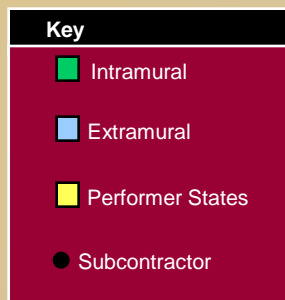 Key
Intramural
Extramural
Performer States
Subcontractor